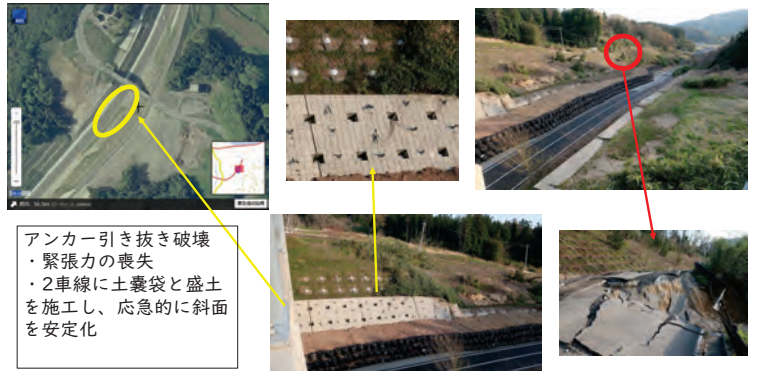 アンカー引き抜き破壊
・緊張力の喪失
・2車線に土嚢袋と盛土
を施工し、応急的に斜面
を安定化